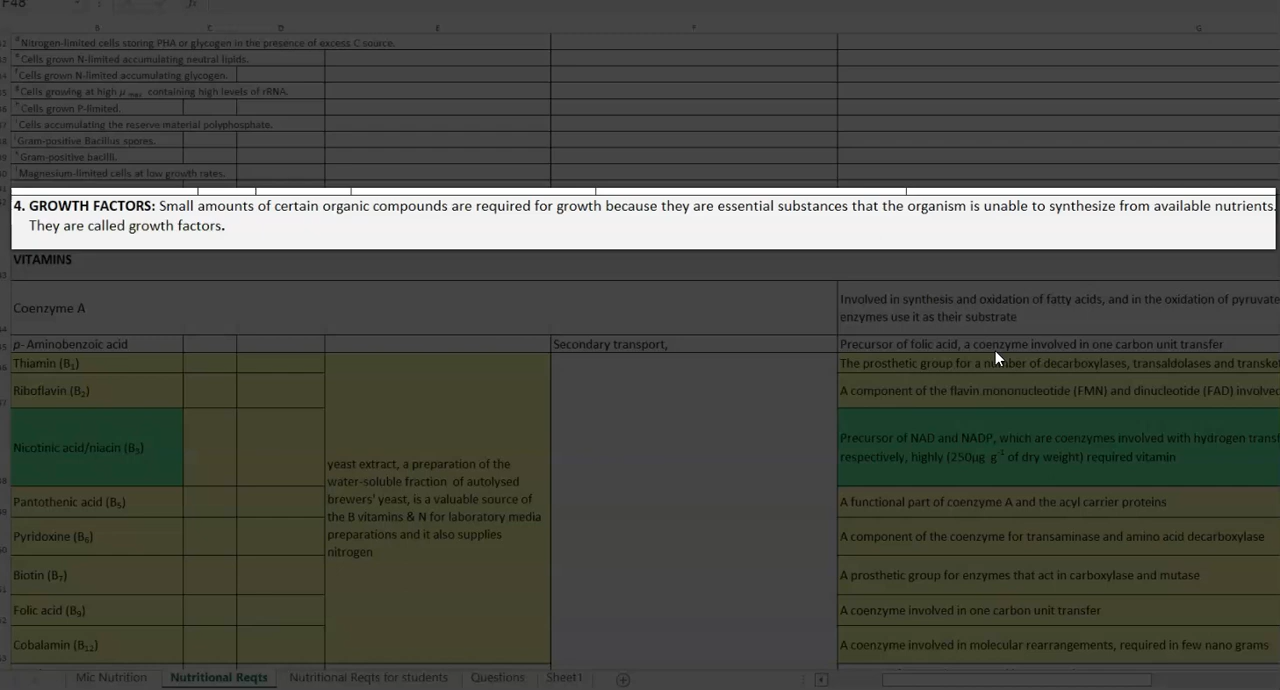 F48
fx
B C D E F G
d Nitrogen-limited cells storing PHA or glycogen in the presence of excess C source.
e Cells grown N-limited accumulating neutral lipids.
f Cells grown N-limited accumulating glycogen.
g Cells growing at high μ max containing high levels of rRNA.
h Cells grown P-limited.
i Cells accumulating the reserve material polyphosphate.
j Gram-positive Bacillus spores.
k Gram-positive bacilli.
l Magnesium-limited cells at low growth rates.
4. GROWTH FACTORS: Small amounts of certain organic compounds are required for growth because they are essential substances that the organism is unable to synthesize from available nutrients.
They are called growth factors.
VITAMINS
Coenzyme A
Involved in synthesis and oxidation of fatty acids, and in the oxidation of pyruvate
enzymes use it as their substrate
p- Aminobenzoic acid
Secondary transport,
Precursor of folic acid, a coenzyme involved in one carbon unit transfer
Thiamin (B1)
The prosthetic group for a number of decarboxylases, transaldolases and
Riboflavin (B2)
A component of the flavin mononucleotide (FMN) and dinucleotide (FAD) involved
Nicotinic acid/niacin (B3)
Precursor of NAD and NADP, which are coenzymes involved with hydrogen
respectively, highly (250μg g-1 of dry weight) required vitamin
yeast extract, a preparation of the
water-soluble fraction of autolysed
brewers' yeast, is a valuable source of
the B vitamins & N for laboratory media
preparations and it also supplies
nitrogen
Pantothenic acid (B5)
A functional part of coenzyme A and the acyl carrier proteins
Pyridoxine (B6)
A component of the coenzyme for transaminase and amino acid decarboxylase
Biotin (B7)
A prosthetic group for enzymes that act in carboxylase and mutase
Folic acid (B9)
A coenzyme involved in one carbon unit transfer
Cobalamin (B12)
A coenzyme involved in molecular rearrangements, required in few nano grams
Mic Nutrition
Nutritional Reqts
Nutritional Reqts for students
Questions
Sheet1